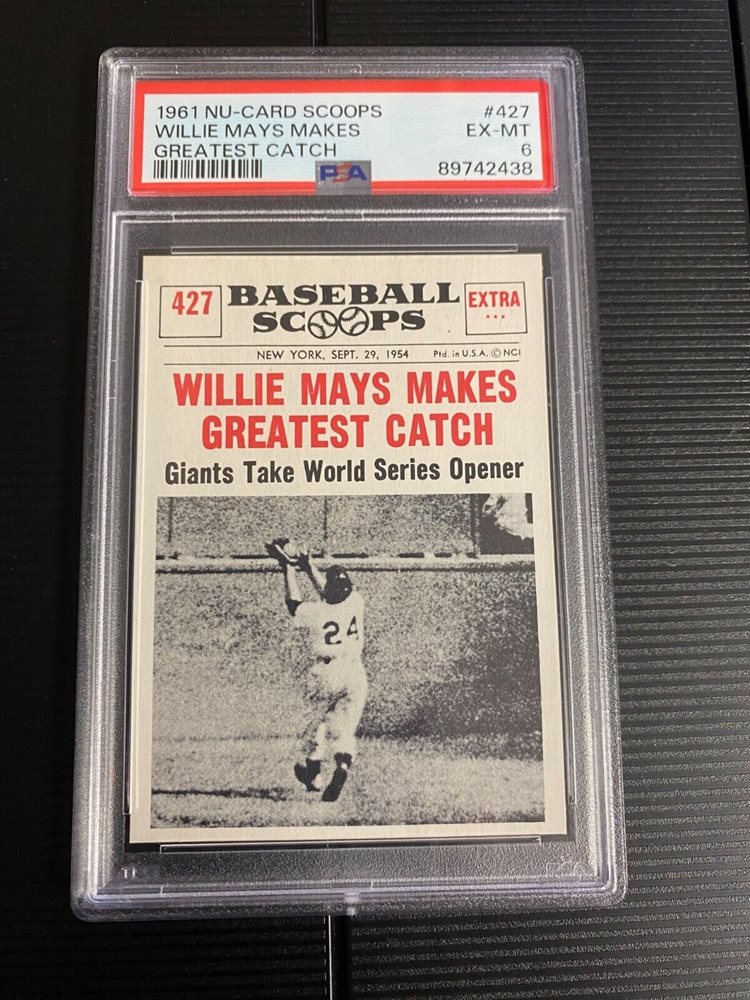 1961 NU-CARD SCOOPS #427
WILLIE MAYS MAKES EX-MT
GREATEST CATCH 6
PSA 89742438
427 BASEBALL EXTRA
SCOOPS ...
NEW YORK, SEPT. 29, 1954 Ptd. in U.S.A. © NCI
WILLIE MAYS MAKES
GREATEST CATCH
Giants Take World Series Opener
24